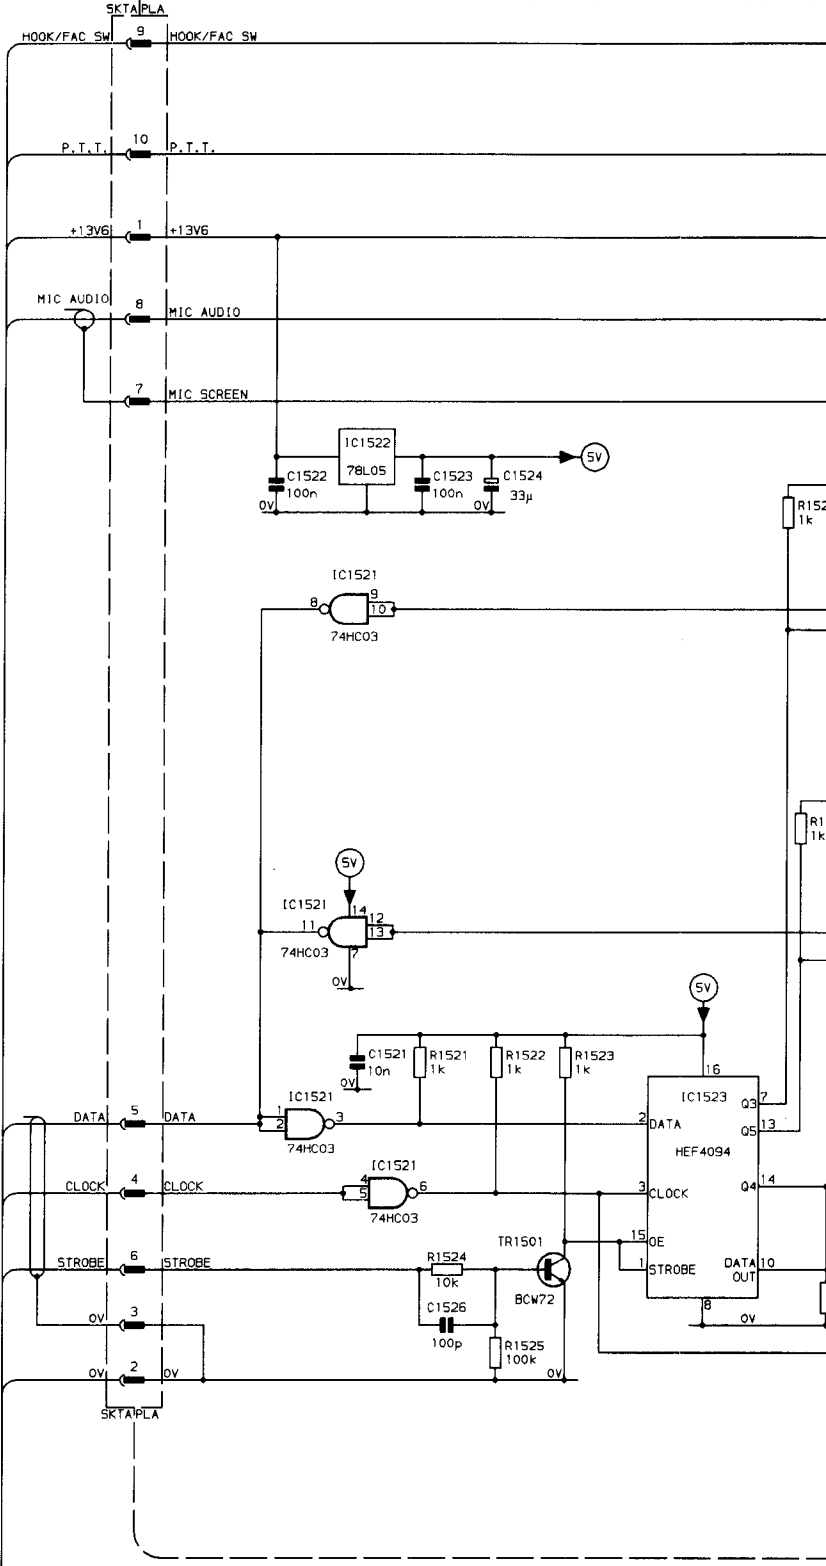 SKTA PLA
HOOK/FAC SW 9 HOOK/FAC SW
P.T.T. 10 P.T.T.
+13V6 1 +13V6
MIC AUDIO 8 MIC AUDIO
7 MIC SCREEN
IC1522
78L05
5V
C1522
100n
0V
C1523
100n
C1524
33µ
0V
R152
1k
IC1521
8 9
10
74HC03
R1
1k
5V
IC1521
14
11 12
13
74HC03 7
0V
5V
C1521
10n
0V
R1521
1k
R1522
1k
R1523
1k
16
IC1523
HEF4094
Q3 7
Q5 13
Q4 14
DATA OUT 10
2 DATA
3 CLOCK
15 OE
1 STROBE
8
0V
DATA 5 DATA
IC1521
1
2 3
74HC03
CLOCK 4 CLOCK
IC1521
4
5 6
74HC03
STROBE 6 STROBE
R1524
10k
C1526
100p
TR1501
BCW72
R1525
100k
0V 3
0V 2 0V
0V
SKTA PLA